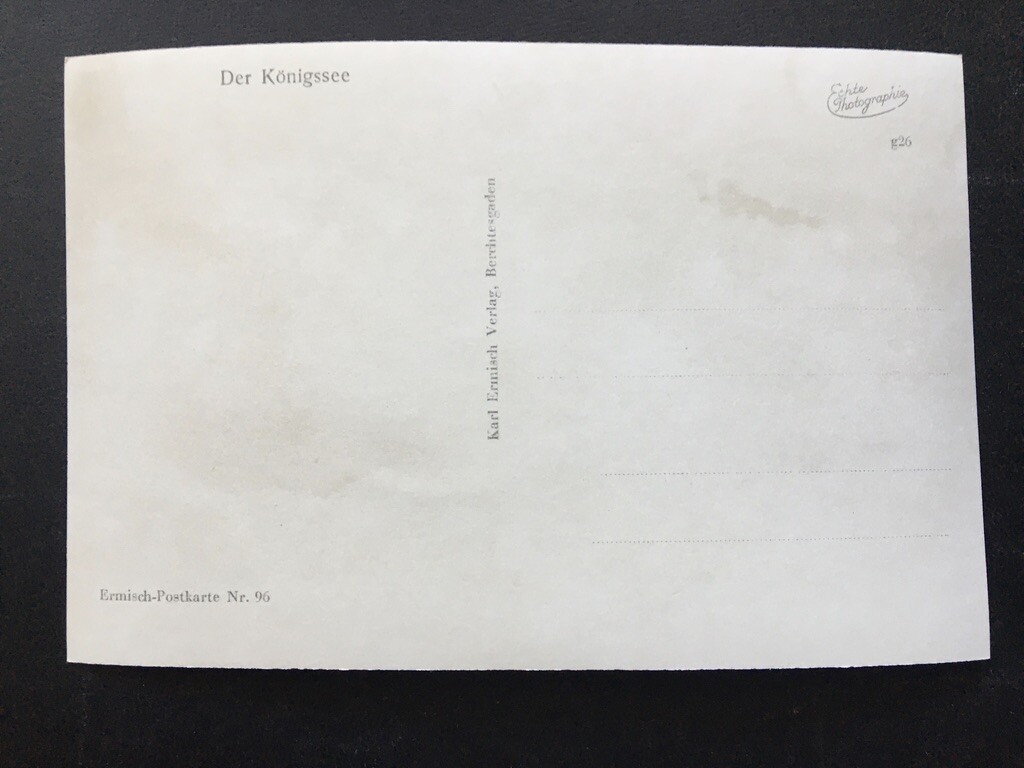 Der Königssee
Echte
Photographie
g26
Karl Ermisch Verlag, Berchtesgaden
Ermisch-Postkarte Nr. 96